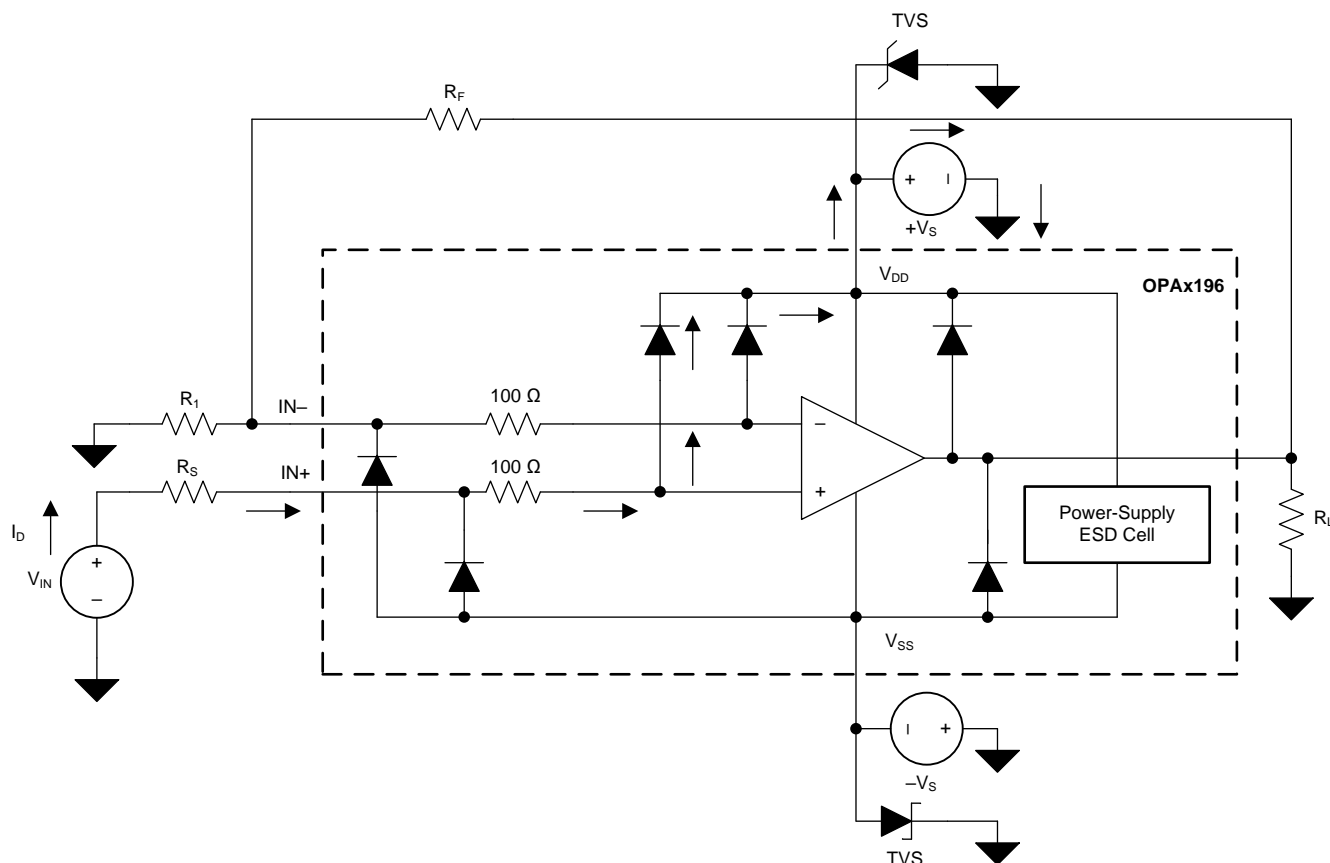 TVS
RF
+
–
+VS
VDD
OPAx196
R1
IN–
100 Ω
–
RS
IN+
100 Ω
+
ID
VIN
+
–
Power-Supply
ESD Cell
RL
VSS
–
+
–VS
TVS